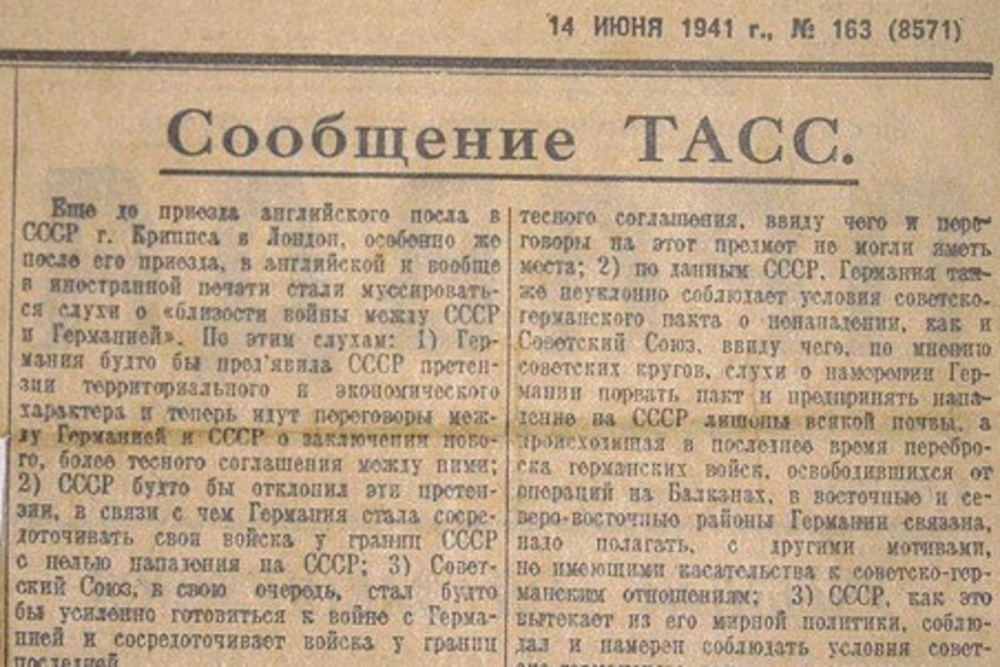 14 ИЮНЯ 1941 г., № 163 (8571)
Сообщение ТАСС.
Еще до приезда английского посла в
СССР г. Криппса в Лондон, особенно же
после его приезда, в английской и вообще
в иностранной печати стали муссировать-
ся слухи о «близости войны между СССР
и Германией». По этим слухам: 1) Гер-
мания будто бы пред'явила СССР претен-
зии территориального и экономического
характера и теперь идут переговоры меж-
ду Германией и СССР о заключении ново-
го, более тесного соглашения между ними;
2) СССР будто бы отклонил эти претен-
зии, в связи с чем Германия стала сосре-
доточивать свои войска у границ СССР
с целью нападения на СССР; 3) Совет-
ский Союз, в свою очередь, стал будто
бы усиленно готовиться к войне с Герма-
нией и сосредоточивает войска у границ
последней.
тесного соглашения, ввиду чего и пере-
говоры на этот предмет не могли иметь
места; 2) по данным СССР, Германия так-
же неуклонно соблюдает условия советско-
германского пакта о ненападении, как и
Советский Союз, ввиду чего, по мнению
советских кругов, слухи о намерении Гер-
мании порвать пакт и предпринять напа-
дение на СССР лишены всякой почвы, а
происходящая в последнее время перебро-
ска германских войск, освободившихся от
операций на Балканах, в восточные и се-
веро-восточные районы Германии связана,
надо полагать, с другими мотивами,
не имеющими касательства к советско-гер-
манским отношениям; 3) СССР, как это
вытекает из его мирной политики, соблю-
дал и намерен соблюдать условия совет-